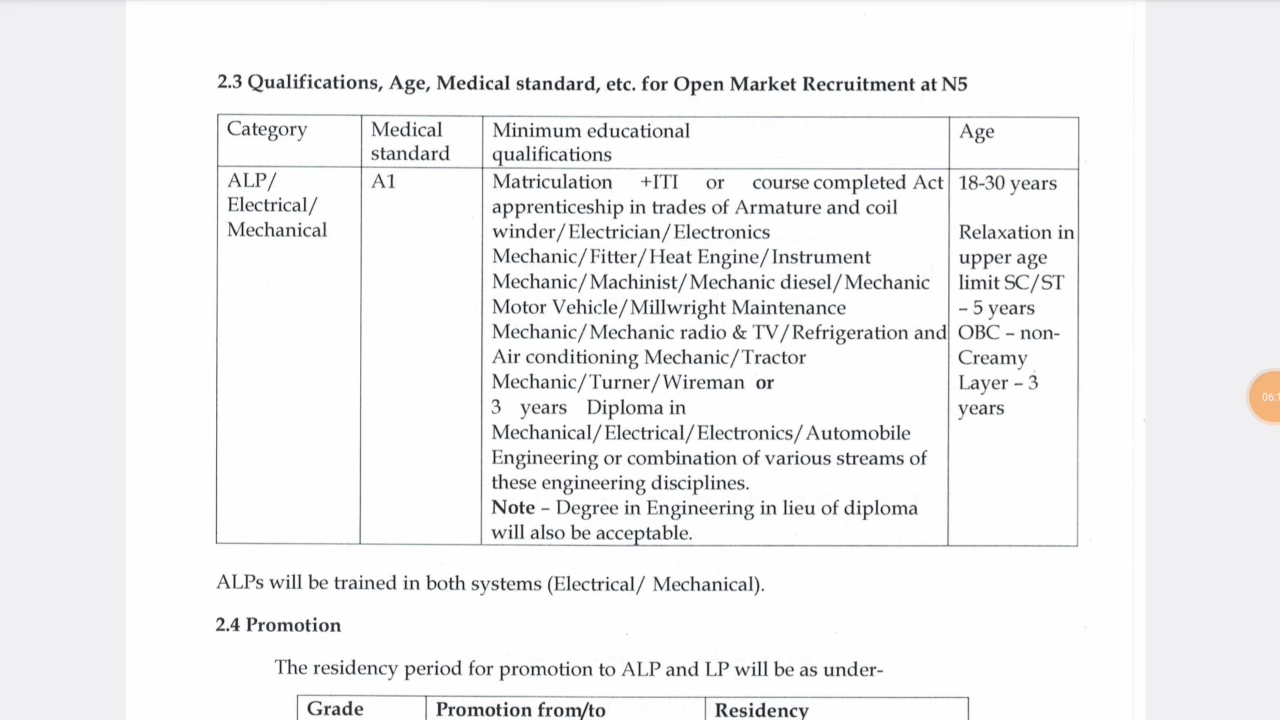 2.3 Qualifications, Age, Medical standard, etc. for Open Market Recruitment at N5
Category
Medical
standard
Minimum educational
qualifications
Age
ALP/
Electrical/
Mechanical
A1
Matriculation +ITI or course completed Act
apprenticeship in trades of Armature and coil
winder/Electrician/Electronics
Mechanic/Fitter/Heat Engine/Instrument
Mechanic/Machinist/Mechanic diesel/Mechanic
Motor Vehicle/Millwright Maintenance
Mechanic/Mechanic radio & TV/Refrigeration and
Air conditioning Mechanic/Tractor
Mechanic/Turner/Wireman or
3 years Diploma in
Mechanical/Electrical/Electronics/Automobile
Engineering or combination of various streams of
these engineering disciplines.
Note – Degree in Engineering in lieu of diploma
will also be acceptable.
18-30 years
Relaxation in
upper age
limit SC/ST
– 5 years
OBC – non-
Creamy
Layer – 3
years
ALPs will be trained in both systems (Electrical/ Mechanical).
2.4 Promotion
The residency period for promotion to ALP and LP will be as under-
Grade
Promotion from/to
Residency